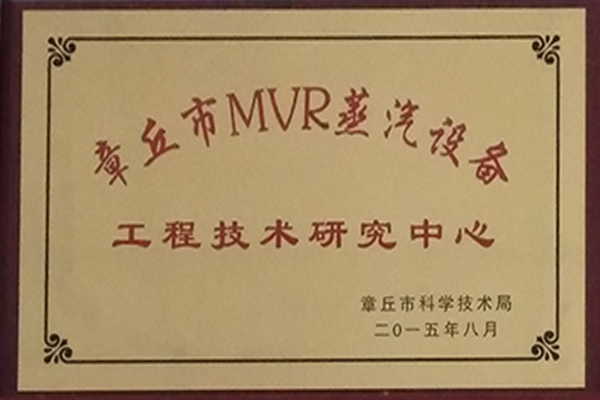 章丘市MVR蒸汽设备
工程技术研究中心
章丘市科学技术局
二〇一五年八月